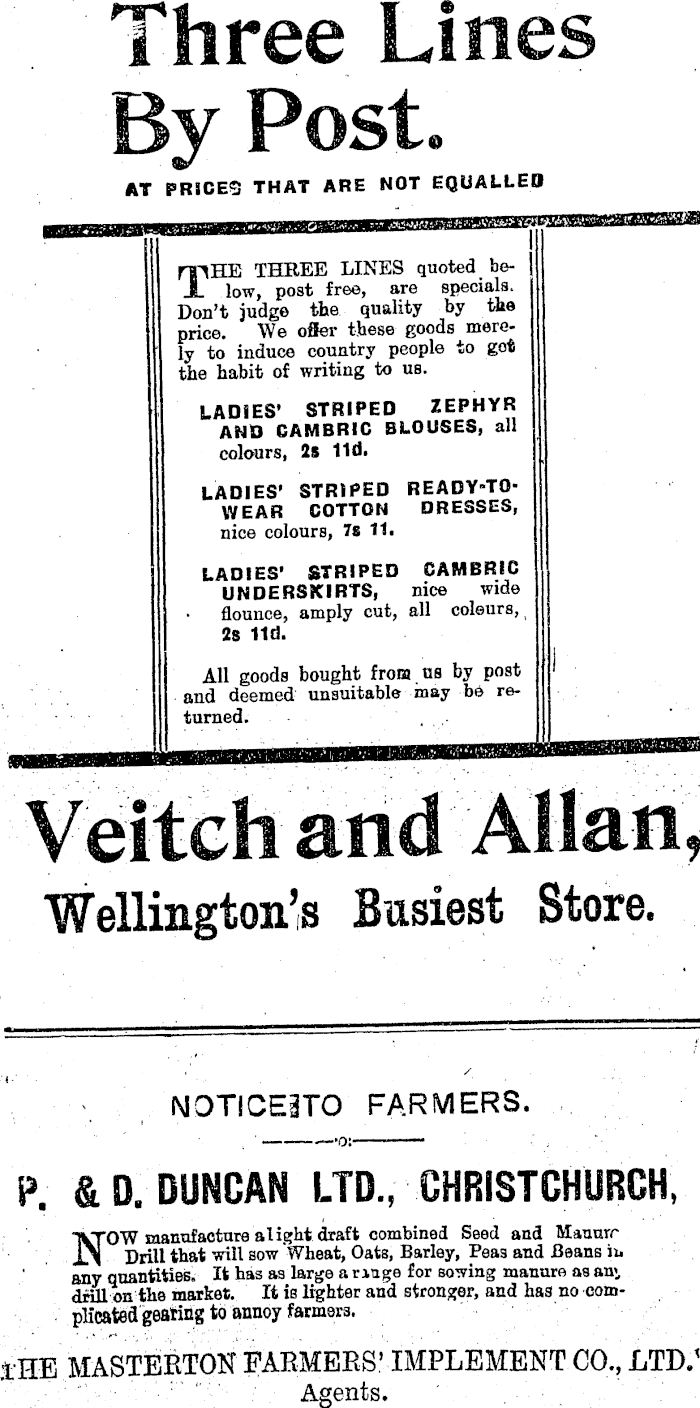 Three Lines
By Post.
AT PRICES THAT ARE NOT EQUALLED
THE THREE LINES quoted be-
low, post free, are specials.
Don't judge the quality by the
price. We offer these goods mere-
ly to induce country people to get
the habit of writing to us.
LADIES' STRIPED ZEPHYR
AND CAMBRIC BLOUSES, all
colours, 2s 11d.
LADIES' STRIPED READY-TO-
WEAR COTTON DRESSES,
nice colours, 7s 11.
LADIES' STRIPED CAMBRIC
UNDERSKIRTS, nice wide
flounce, amply cut, all colours,
2s 11d.
All goods bought from us by post
and deemed unsuitable may be re-
turned.
Veitch and Allan,
Wellington's Busiest Store.
NOTICE TO FARMERS.
P. & D. DUNCAN LTD., CHRISTCHURCH,
NOW manufacture a light draft combined Seed and Manure
Drill that will sow Wheat, Oats, Barley, Peas and Beans in
any quantities. It has as large a range for sowing manure as any
drill on the market. It is lighter and stronger, and has no com-
plicated gearing to annoy farmers.
THE MASTERTON FARMERS' IMPLEMENT CO., LTD.
Agents.